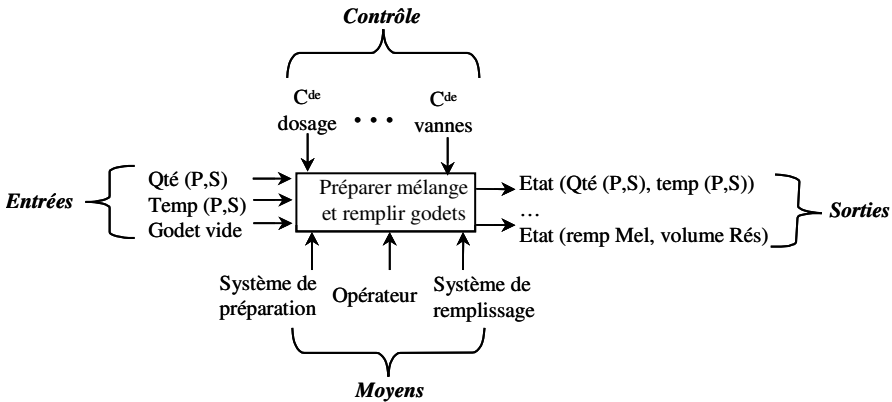 Contrôle
Cde
dosage
• • •
Cde
vannes
Entrées
Qté (P,S)
Temp (P,S)
Godet vide
Préparer mélange
et remplir godets
Etat (Qté (P,S), temp (P,S))
...
Etat (remp Mel, volume Rés)
Sorties
Système de
préparation
Opérateur
Système de
remplissage
Moyens